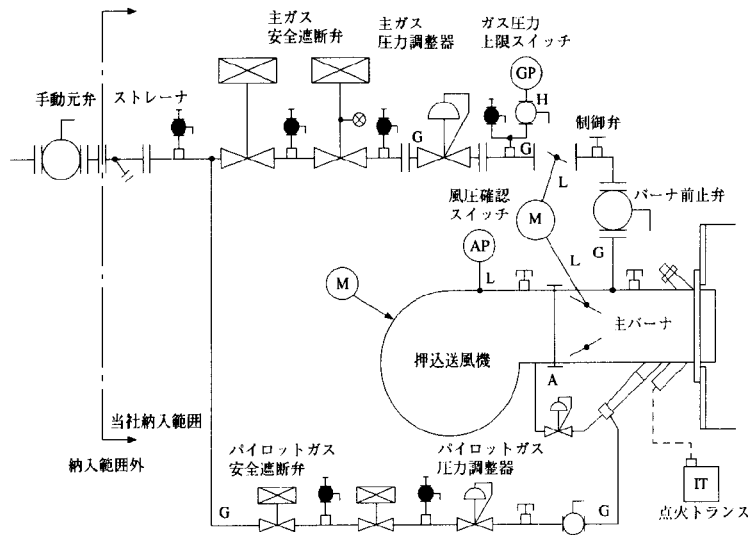 主ガス
安全遮断弁
主ガス
圧力調整器
ガス圧力
上限スイッチ
GP
H
手動元弁
ストレーナ
制御弁
G
G
L
バーナ前止弁
風圧確認
スイッチ
M
AP
L
G
L
M
主バーナ
押込送風機
A
当社納入範囲
納入範囲外
パイロットガス
安全遮断弁
パイロットガス
圧力調整器
IT
点火トランス
G
G